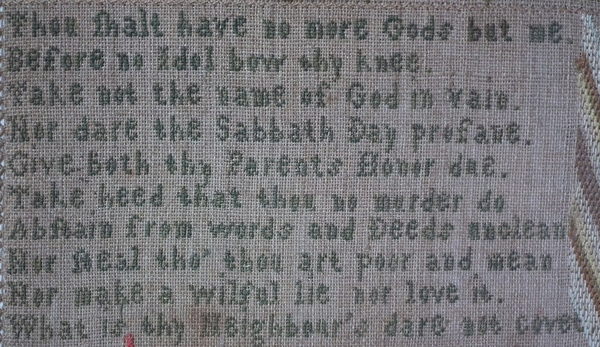 Thou ſhalt have no more Gods but me.
Before no Idol bow thy knee.
Take not the name of God in vain.
Nor dare the Sabbath Day profane.
Give both thy Parents Honor due.
Take heed that thou no murder do
Abſtain from words and Deeds unclean
Nor ſteal tho' thou art poor and mean
Nor make a wilful lie nor love it.
What is thy Neighbour's dare not covet